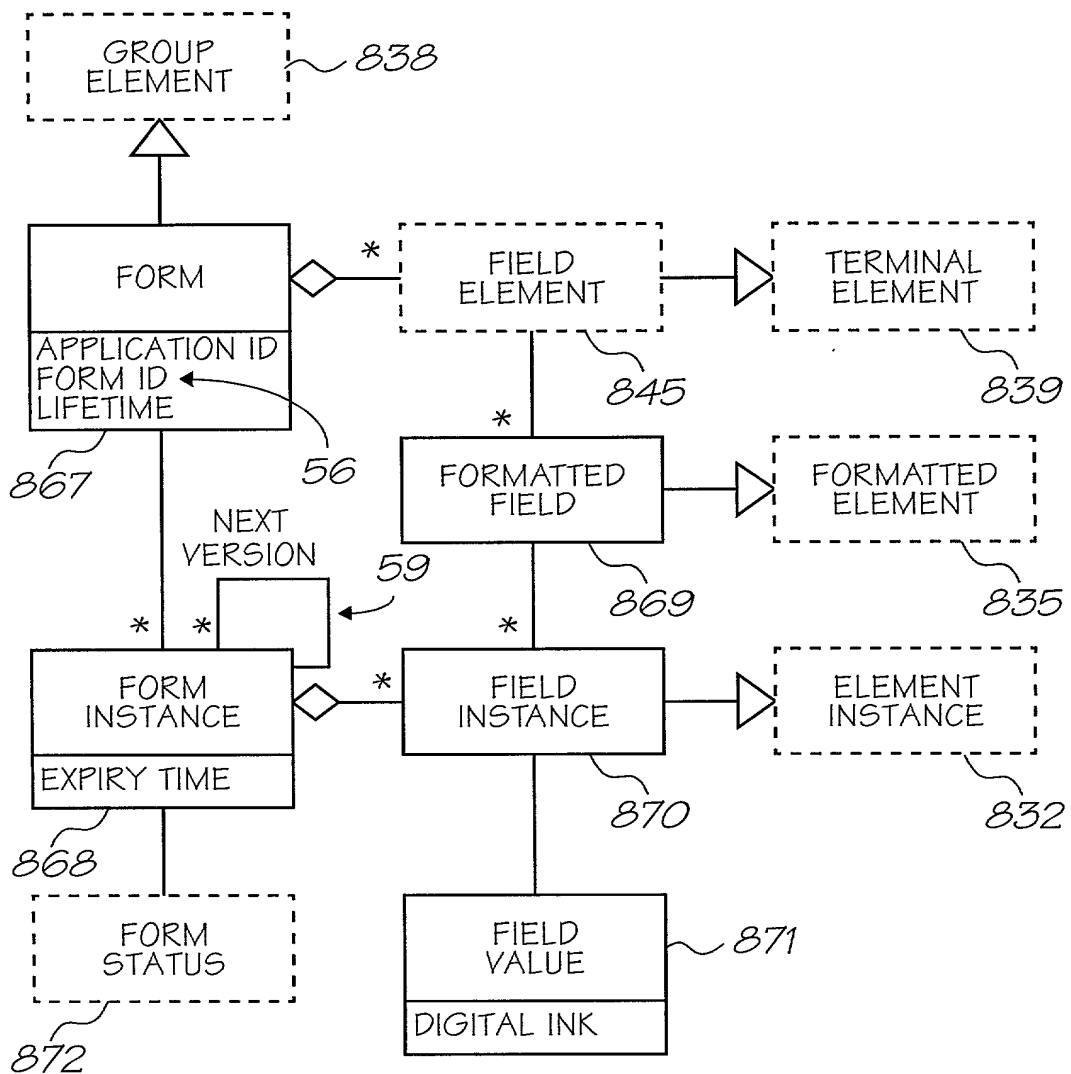 GROUP
ELEMENT
838
FORM
*
FIELD
ELEMENT
TERMINAL
ELEMENT
APPLICATION ID
FORM ID
LIFETIME
845
839
867
56
*
FORMATTED
FIELD
FORMATTED
ELEMENT
NEXT
VERSION
59
869
835
*
*
*
FORM
INSTANCE
*
FIELD
INSTANCE
ELEMENT
INSTANCE
EXPIRY TIME
870
832
868
FORM
STATUS
FIELD
VALUE
871
DIGITAL INK
872